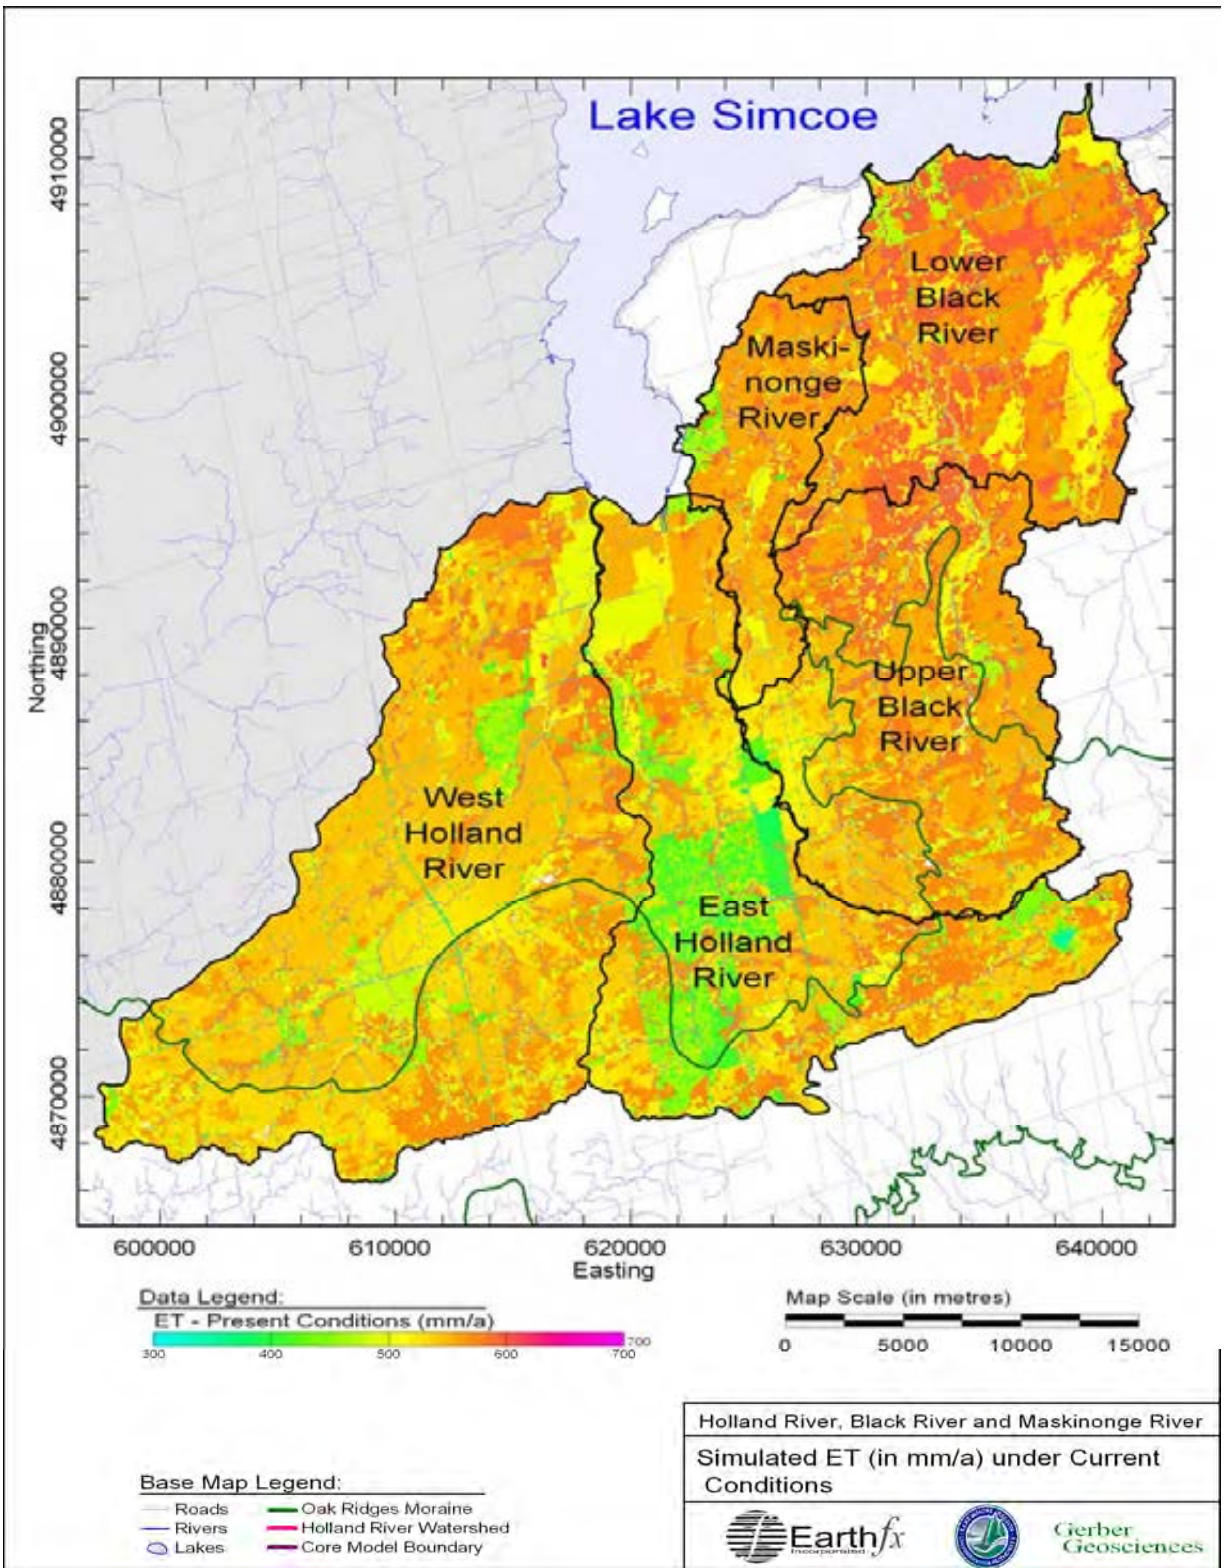 Lake Simcoe
4910000
Lower
Black
River
Maski-
nonge
River
4900000
Northing
4890000
Upper
Black
River
West
Holland
River
4880000
East
Holland
River
4870000
600000 610000 620000 630000 640000
Easting
Data Legend:
ET - Present Conditions (mm/a)
700
300 400 500 600 700
Map Scale (in metres)
0 5000 10000 15000
Holland River, Black River and Maskinonge River
Simulated ET (in mm/a) under Current
Conditions
Base Map Legend:
Roads Oak Ridges Moraine
Rivers Holland River Watershed
Lakes Core Model Boundary
Earthfx
Incorporated
Gerber
Geosciences